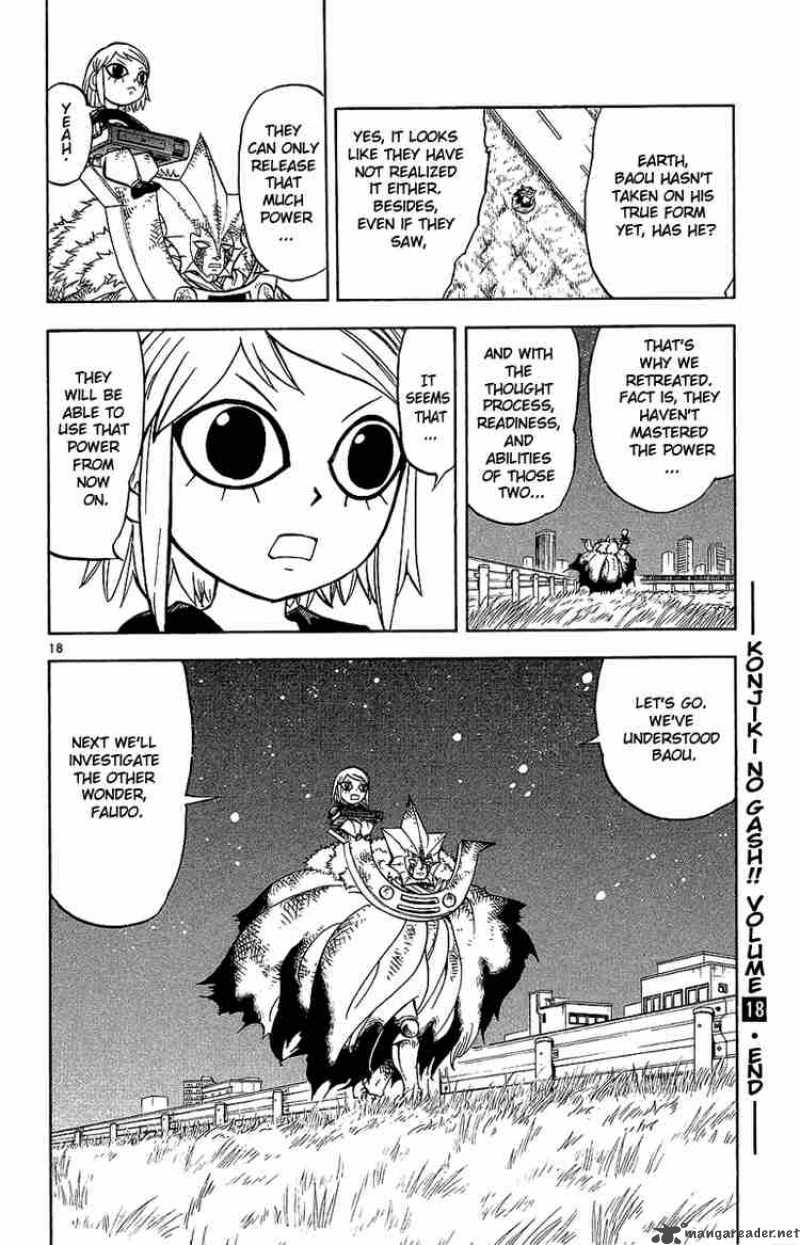 EARTH,
BAOU HASN'T
TAKEN ON HIS
TRUE FORM
YET, HAS HE?
YES, IT LOOKS
LIKE THEY HAVE
NOT REALIZED
IT EITHER.
BESIDES,
EVEN IF THEY
SAW,
THEY
CAN ONLY
RELEASE
THAT
MUCH
POWER
...
YEAH.
THAT'S
WHY WE
RETREATED.
FACT IS, THEY
HAVEN'T
MASTERED
THE POWER
...
AND WITH
THE
THOUGHT
PROCESS,
READINESS,
AND
ABILITIES
OF THOSE
TWO...
IT
SEEMS
THAT
...
THEY
WILL BE
ABLE TO
USE THAT
POWER
FROM
NOW
ON.
18
LET'S GO.
WE'VE
UNDERSTOOD
BAOU.
NEXT WE'LL
INVESTIGATE
THE OTHER
WONDER,
FAUDO.
KONJIKI NO GASH!! VOLUME 18 • END
mangareader.net